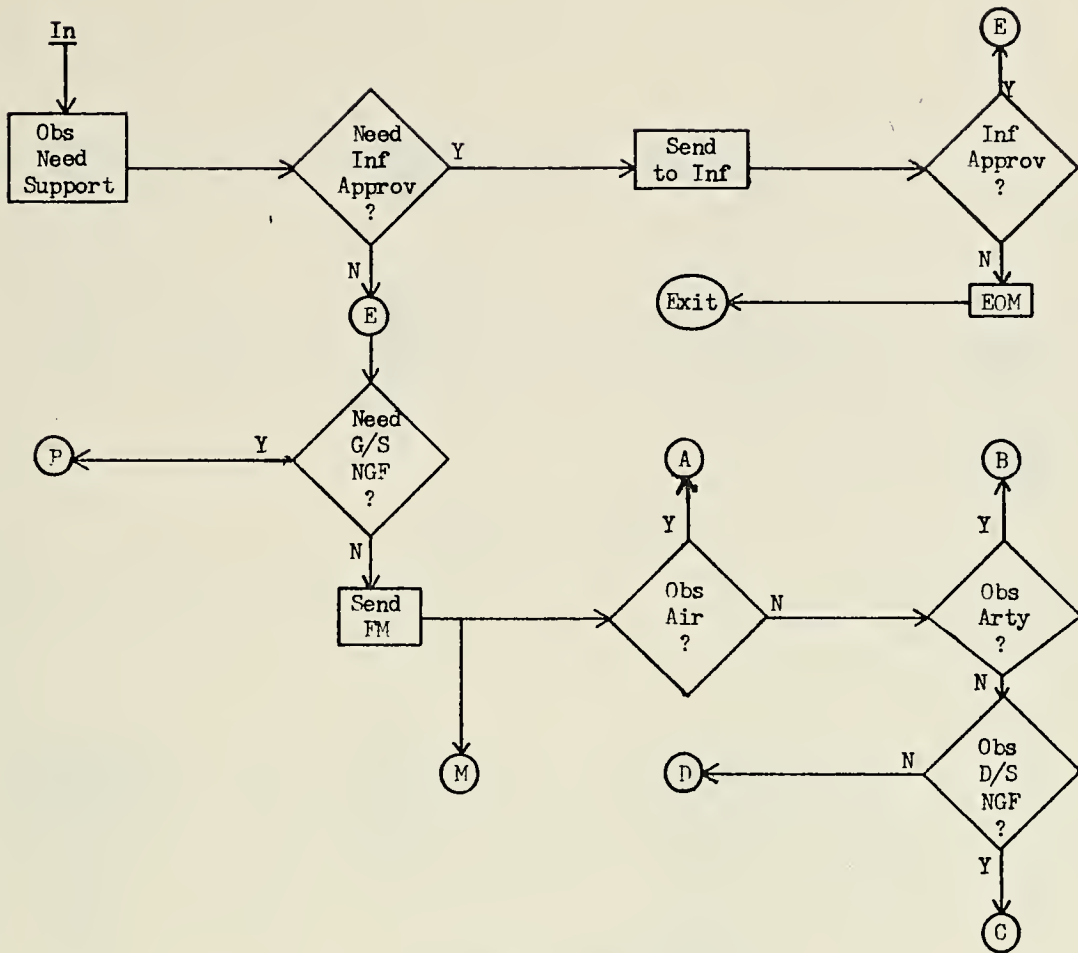 In
Obs
Need
Support
Need
Inf
Approv
?
Y
Send
to Inf
Inf
Approv
?
Y
E
N
EOM
Exit
N
E
Need
G/S
NGF
?
Y
P
N
Send
FM
M
Obs
Air
?
Y
A
N
Obs
Arty
?
Y
B
N
Obs
D/S
NGF
?
N
D
Y
C